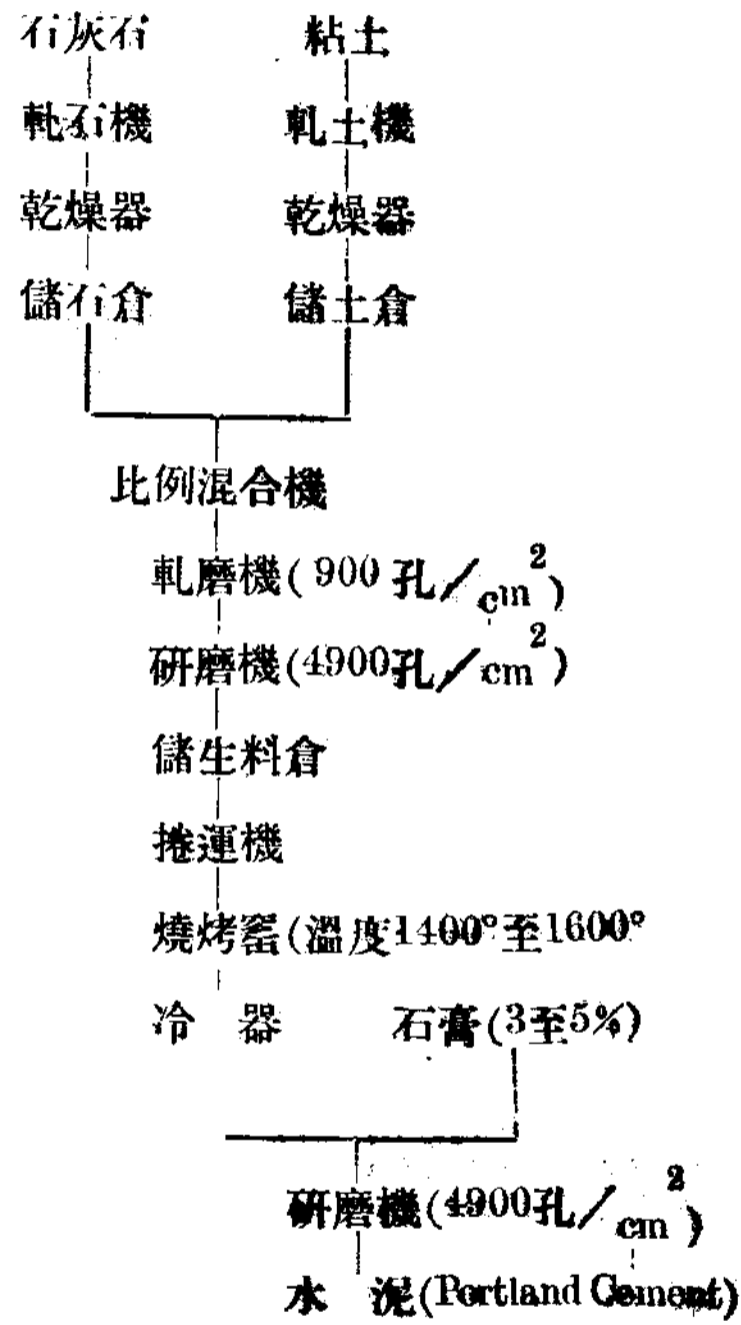 石灰石 粘土
軋石機 軋土機
乾燥器 乾燥器
儲石倉 儲土倉
比例混合機
軋磨機(900孔/cm²)
研磨機(4900孔/cm²)
儲生料倉
捲運機
燒烤窰(溫度1400°至1600°
冷 器 石膏(3至5%)
研磨機(4900孔/cm²)
水 泥(Portland Cement)